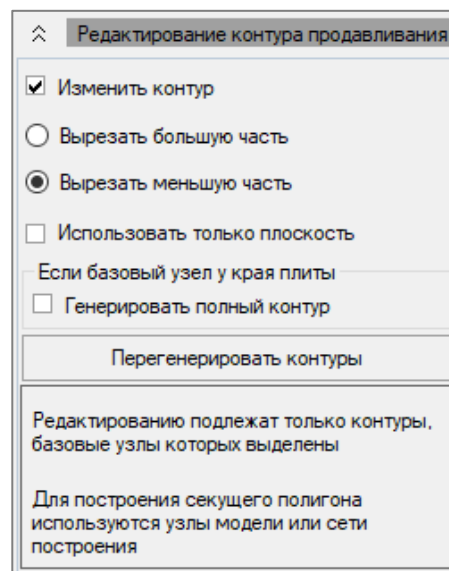 Редактирование контура продавливания
Изменить контур
Вырезать большую часть
Вырезать меньшую часть
Использовать только плоскость
Если базовый узел у края плиты
Генерировать полный контур
Перегенерировать контуры
Редактированию подлежат только контуры,
базовые узлы которых выделены
Для построения секущего полигона
используются узлы модели или сети
построения